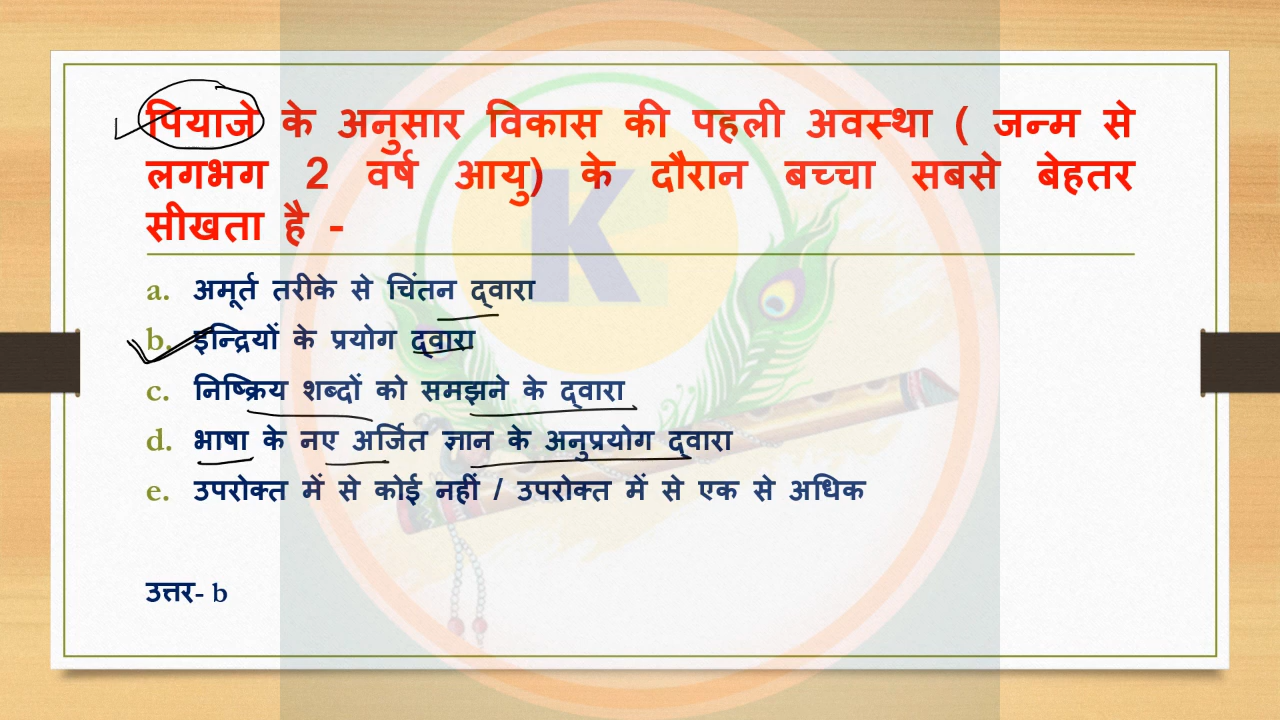 पियाजे के अनुसार विकास की पहली अवस्था ( जन्म से
लगभग 2 वर्ष आयु) के दौरान बच्चा सबसे बेहतर
सीखता है -
a. अमूर्त तरीके से चिंतन द्वारा
b. इन्द्रियों के प्रयोग द्वारा
c. निष्क्रिय शब्दों को समझने के द्वारा
d. भाषा के नए अर्जित ज्ञान के अनुप्रयोग द्वारा
e. उपरोक्त में से कोई नहीं / उपरोक्त में से एक से अधिक
उत्तर- b
K